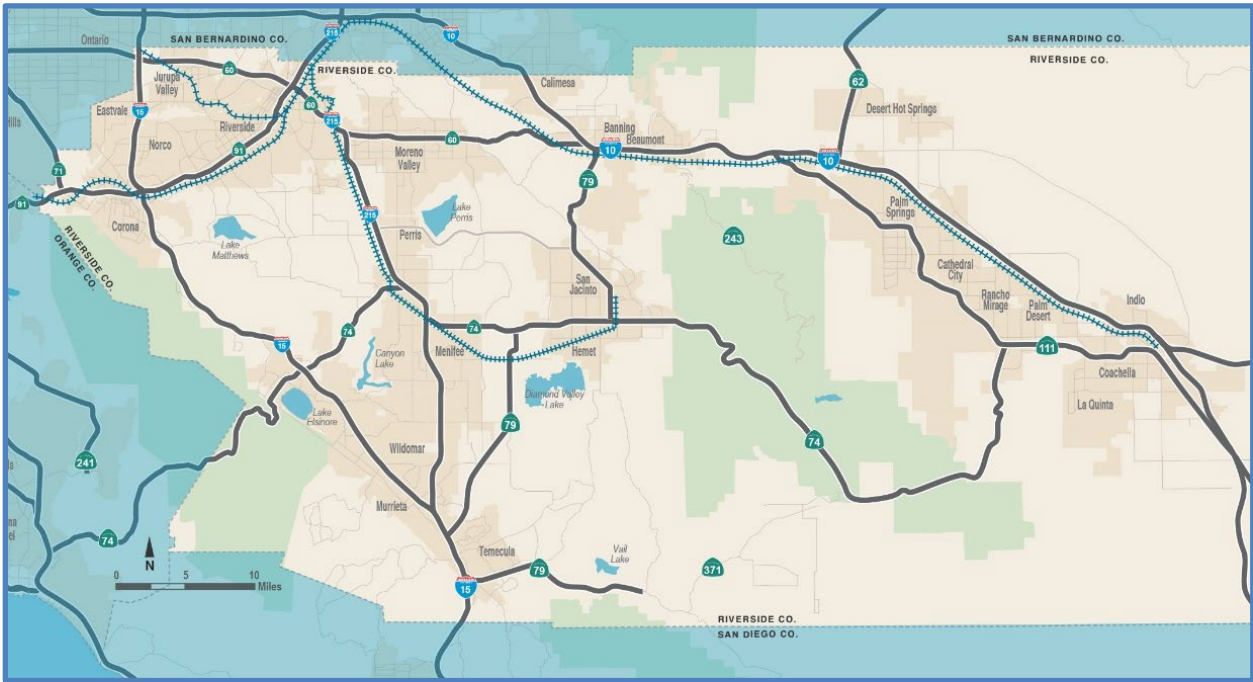 Ontario
SAN BERNARDINO CO.
215
10
SAN BERNARDINO CO.
RIVERSIDE CO.
60
RIVERSIDE CO.
Jurupa
Valley
Calimesa
62
Eastvale
15
60
215
Desert Hot Springs
Hills
Riverside
Norco
91
60
Banning
Beaumont
10
10
Moreno
Valley
71
79
91
Palm
Springs
Corona
215
Lake
Perris
Perris
Lake
Matthews
243
RIVERSIDE CO.
ORANGE CO.
Cathedral
City
San
Jacinto
Rancho
Mirage
Palm
Desert
Indio
15
74
74
Menifee
Hemet
111
Canyon
Lake
Coachella
Diamond Valley
Lake
La Quinta
Lake
Elsinore
79
74
Wildomar
241
Murrieta
74
N
Temecula
Vail
Lake
79
371
0
5
10
Miles
15
RIVERSIDE CO.
SAN DIEGO CO.